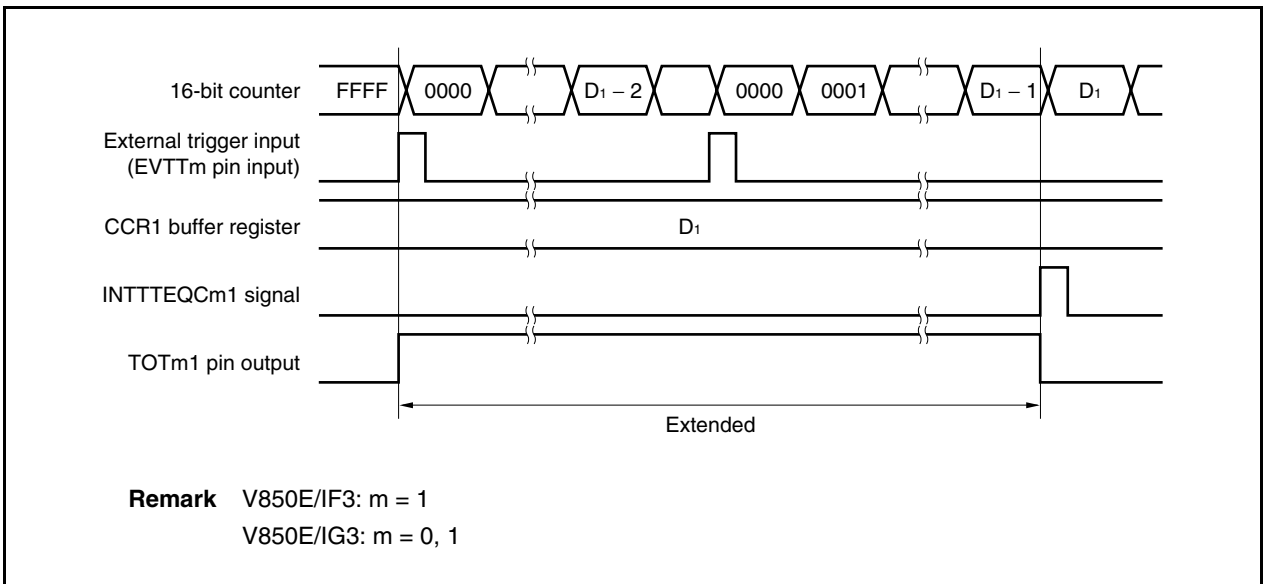 16-bit counter FFFF 0000 D1 − 2 0000 0001 D1 − 1 D1
External trigger input
(EVTTm pin input)
CCR1 buffer register D1
INTTTEQCm1 signal
TOTm1 pin output
Extended
Remark V850E/IF3: m = 1
V850E/IG3: m = 0, 1